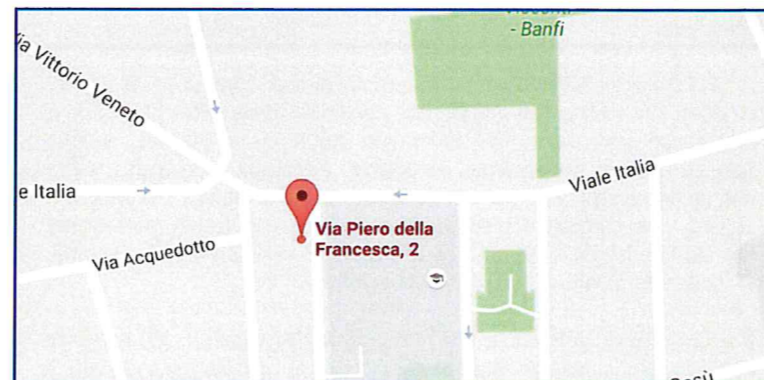 - Banfi
Via Vittorio Veneto
Viale Italia
e Italia
Via Piero della
Francesca, 2
Via Acquedotto